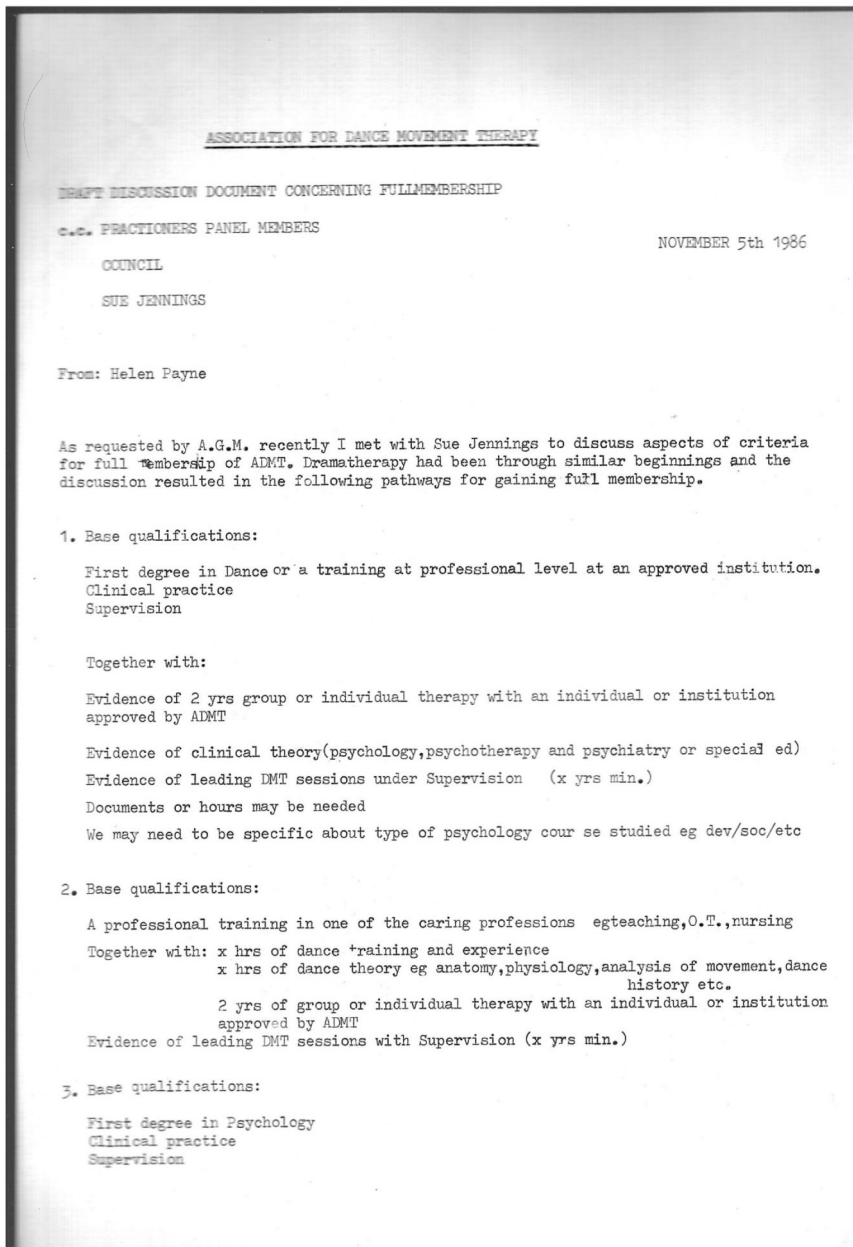 ASSOCIATION FOR DANCE MOVEMENT THERAPY
DRAFT DISCUSSION DOCUMENT CONCERNING FULLMEMBERSHIP
c.c. PRACTIONERS PANEL MEMBERS
NOVEMBER 5th 1986
COUNCIL
SUE JENNINGS
From: Helen Payne
As requested by A.G.M. recently I met with Sue Jennings to discuss aspects of criteria
for full membership of ADMT. Dramatherapy had been through similar beginnings and the
discussion resulted in the following pathways for gaining full membership.
1. Base qualifications:
First degree in Dance or a training at professional level at an approved institution.
Clinical practice
Supervision
Together with:
Evidence of 2 yrs group or individual therapy with an individual or institution
approved by ADMT
Evidence of clinical theory(psychology,psychotherapy and psychiatry or special ed)
Evidence of leading DMT sessions under Supervision (x yrs min.)
Documents or hours may be needed
We may need to be specific about type of psychology cour se studied eg dev/soc/etc
2. Base qualifications:
A professional training in one of the caring professions egteaching,O.T.,nursing
Together with: x hrs of dance training and experience
x hrs of dance theory eg anatomy,physiology,analysis of movement,dance
history etc.
2 yrs of group or individual therapy with an individual or institution
approved by ADMT
Evidence of leading DMT sessions with Supervision (x yrs min.)
3. Base qualifications:
First degree in Psychology
Clinical practice
Supervision